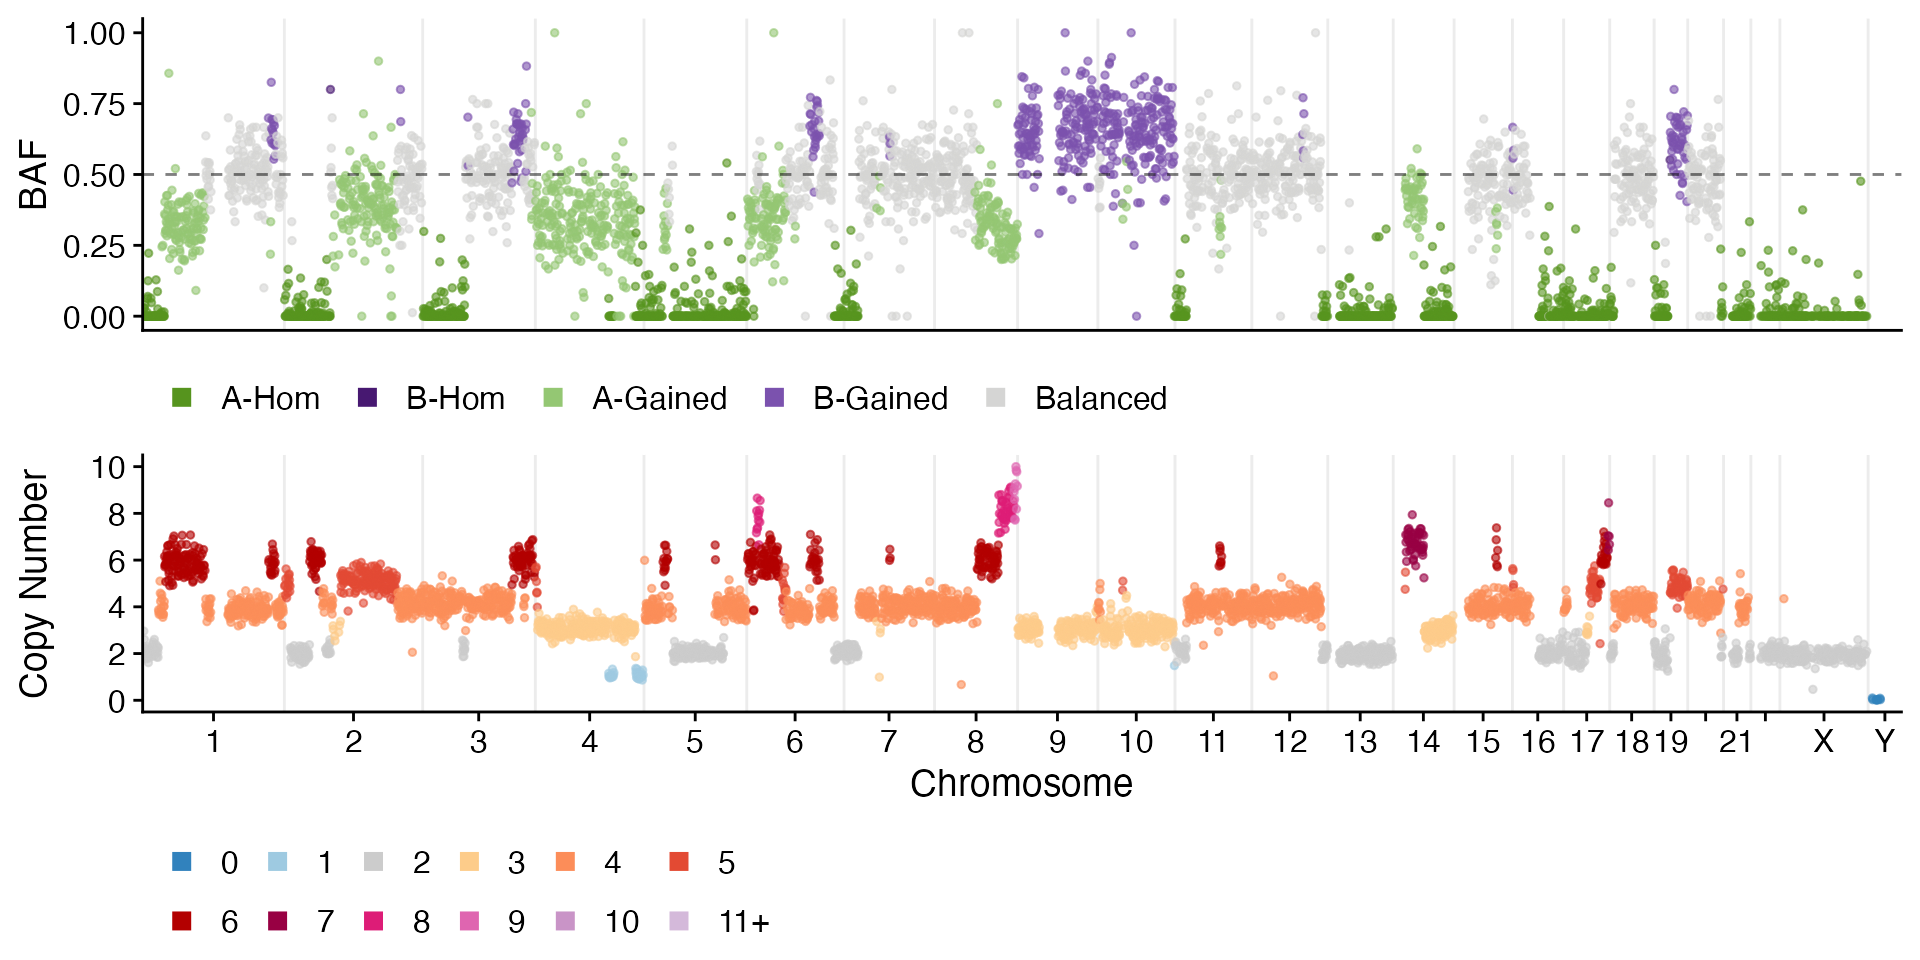 BAF
1.00
0.75
0.50
0.25
0.00
A-Hom B-Hom A-Gained B-Gained Balanced
Copy Number
10
8
6
4
2
0
1 2 3 4 5 6 7 8 9 10 11 12 13 14 15 16 17 18 19 21 X Y
Chromosome
0 1 2 3 4 5
6 7 8 9 10 11+